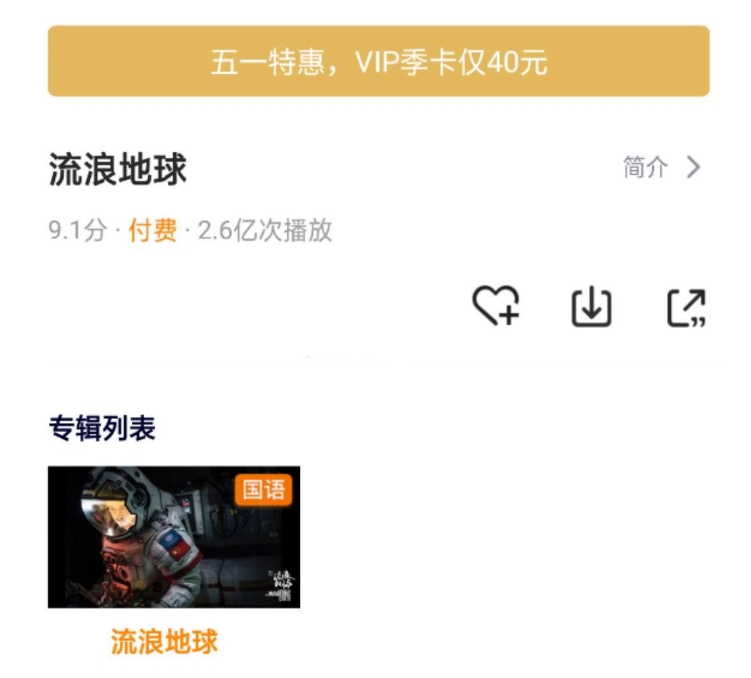 五一特惠，VIP季卡仅40元
流浪地球
简介
9.1分 · 付费 · 2.6亿次播放
专辑列表
国语
流浪地球